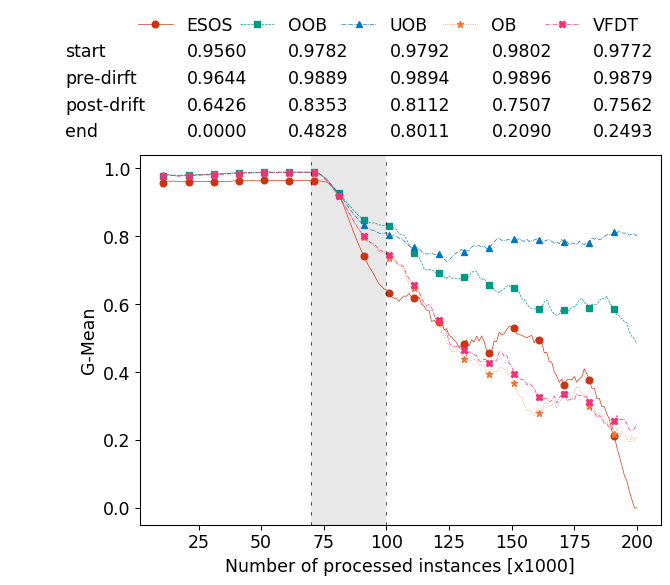 ESOS OOB UOB OB VFDT
start 0.9560 0.9782 0.9792 0.9802 0.9772
pre-dirft 0.9644 0.9889 0.9894 0.9896 0.9879
post-drift 0.6426 0.8353 0.8112 0.7507 0.7562
end 0.0000 0.4828 0.8011 0.2090 0.2493
1.0
0.8
0.6
0.4
0.2
0.0
G-Mean
25 50 75 100 125 150 175 200
Number of processed instances [x1000]